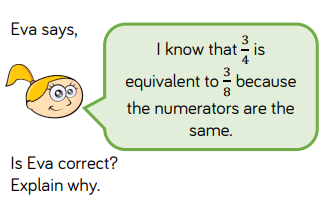 Eva says,
I know that 3/4 is
equivalent to 3/8 because
the numerators are the
same.
Is Eva correct?
Explain why.